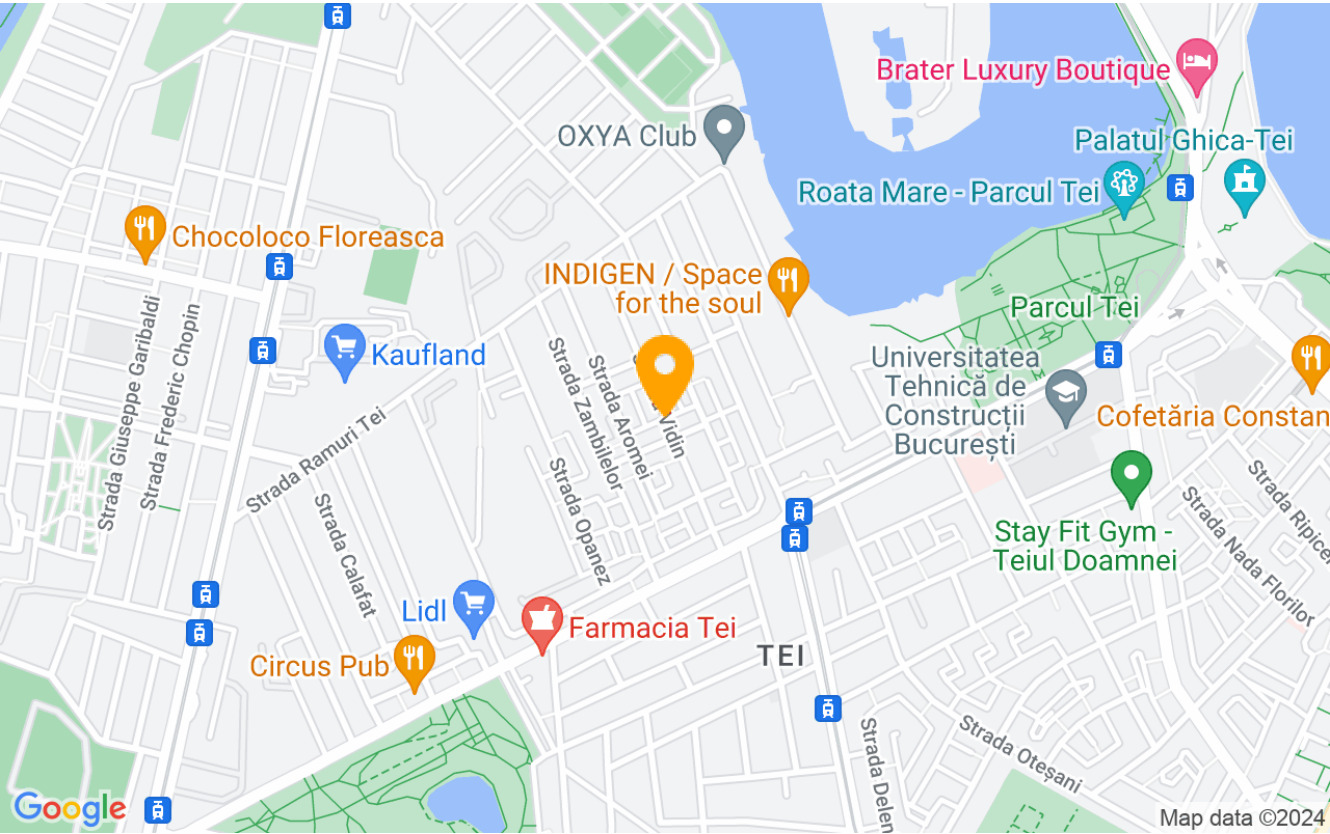 Brater Luxury Boutique
OXYA Club
Palatul Ghica-Tei
Roata Mare - Parcul Tei
Chocoloco Floreasca
INDIGEN / Space
for the soul
Parcul Tei
Strada Giuseppe Garibaldi
Strada Frederic Chopin
Kaufland
Universitatea
Tehnică de
Construcții
București
Strada Zambilelor
Strada Aromei
Vidin
Cofetăria Constan
Strada Ramuri Tei
Strada Opanez
Strada Calafat
Stay Fit Gym -
Teiul Doamnei
Strada Ripicel
Strada Nada Florilor
Lidl
Farmacia Tei
TEI
Circus Pub
Strada Oteșani
Strada Delen
Google
Map data ©2024